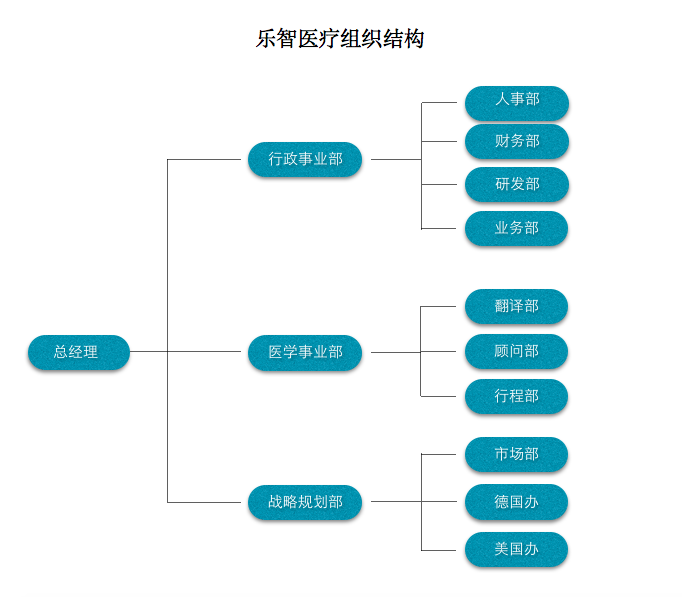 乐智医疗组织结构
总经理
行政事业部
人事部
财务部
研发部
业务部
医学事业部
翻译部
顾问部
行程部
战略规划部
市场部
德国办
美国办